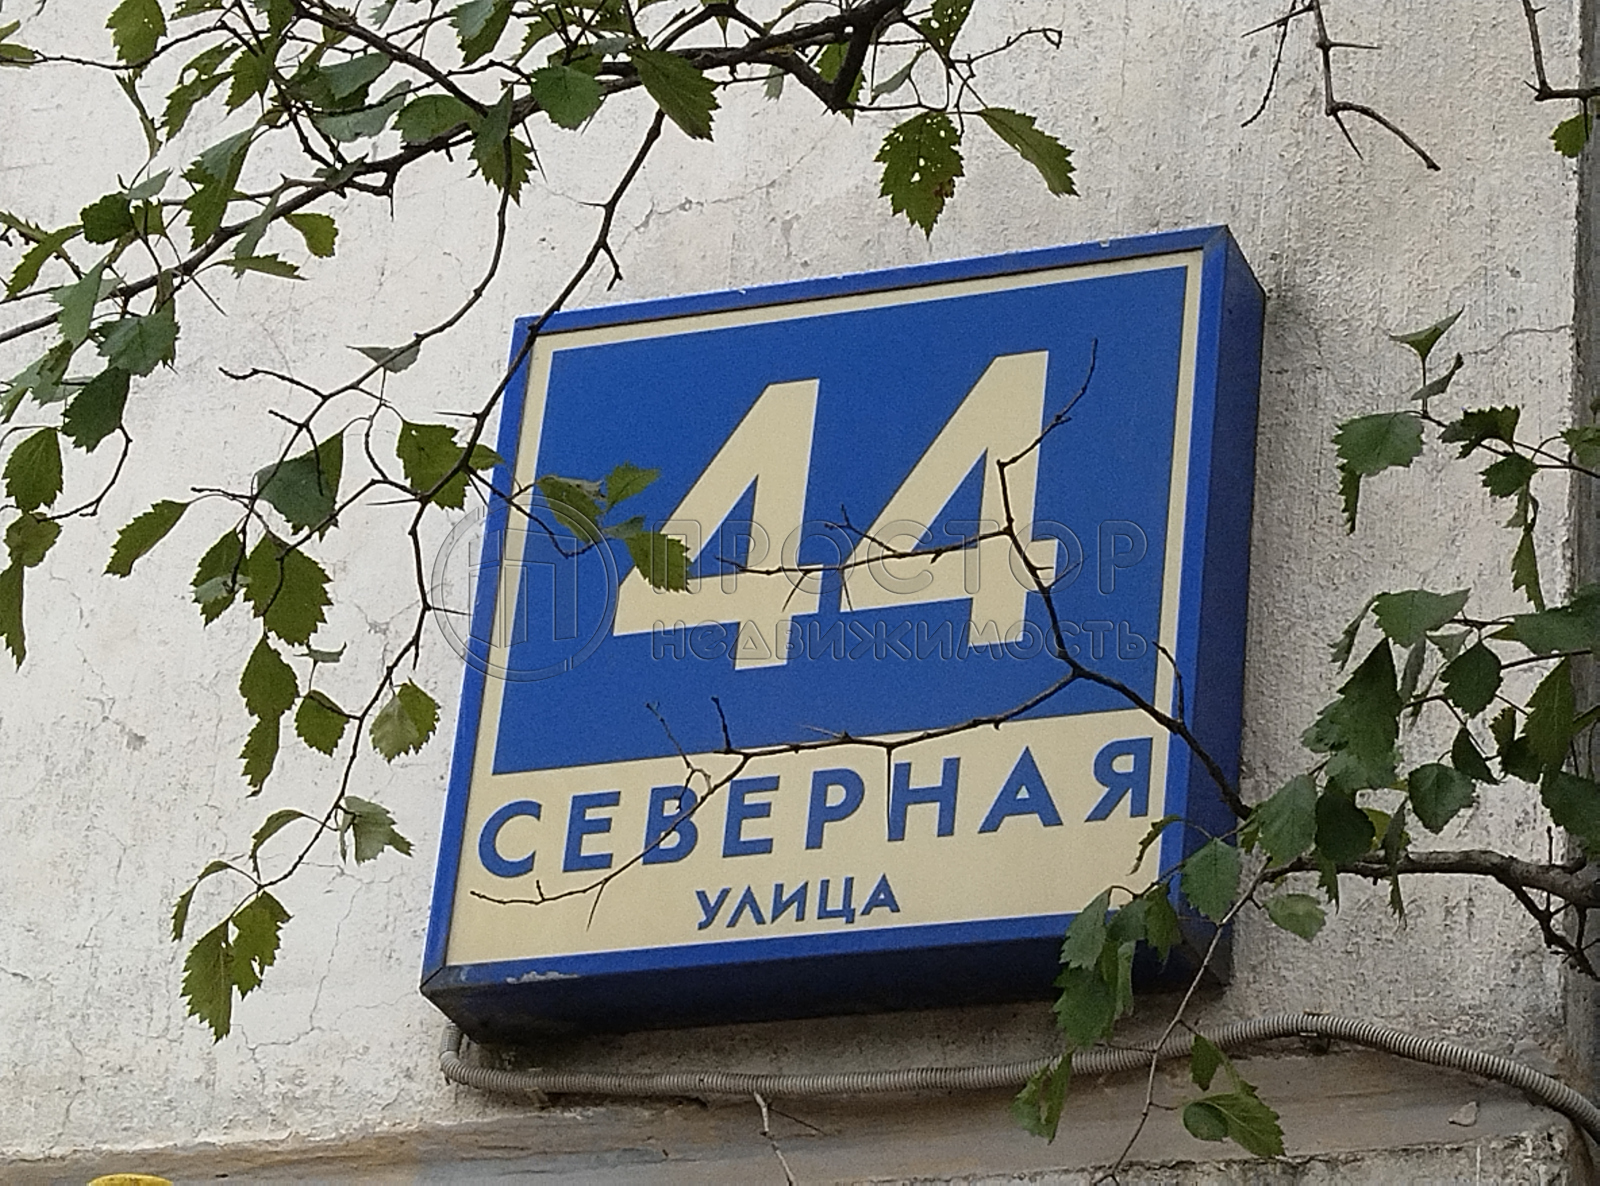 44
ПРОСТОР
НЕДВИЖИМОСТЬ
СЕВЕРНАЯ
УЛИЦА